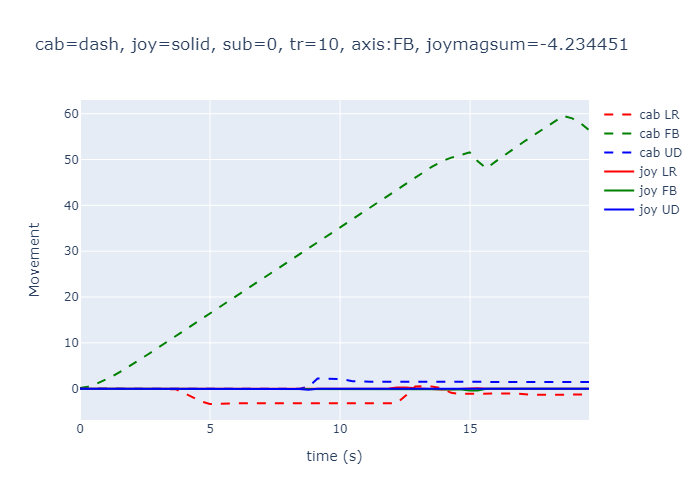 cab=dash, joy=solid, sub=0, tr=10, axis:FB, joymagsum=-4.234451
60
50
40
30
20
10
0
Movement
0
5
10
15
time (s)
cab LR
cab FB
cab UD
joy LR
joy FB
joy UD